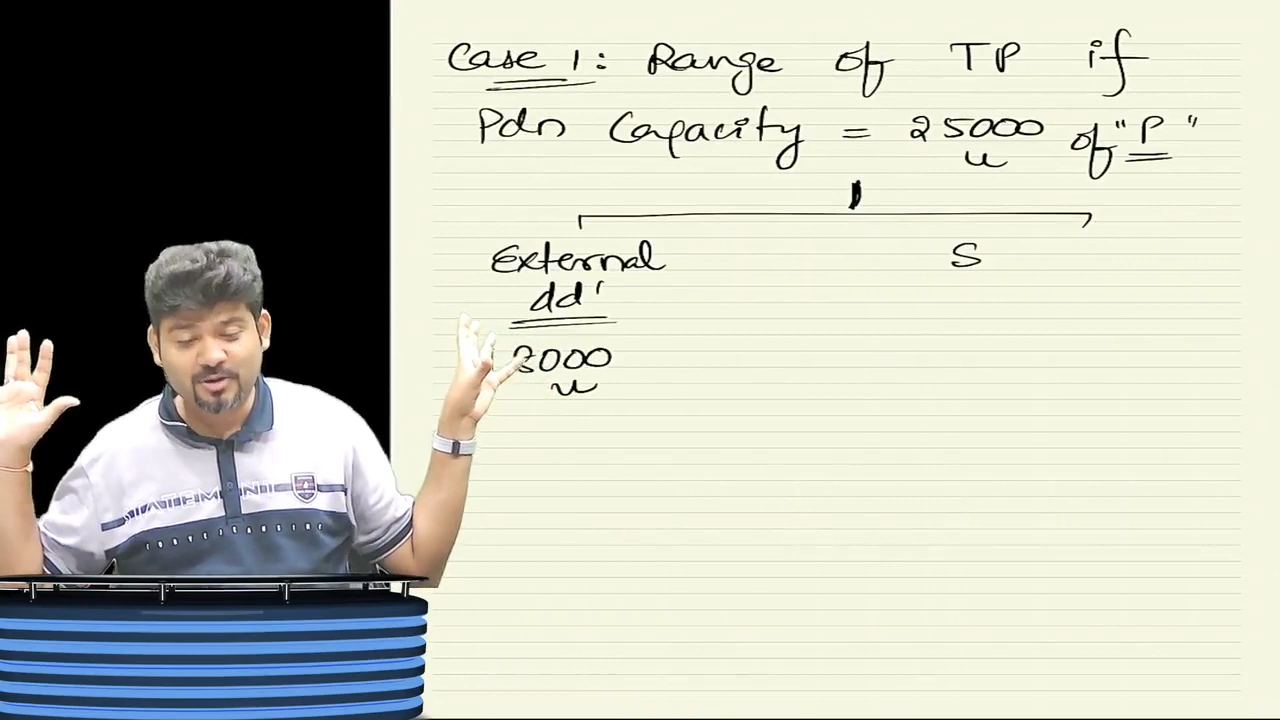 Case 1: Range of TP if
Pdn Capacity = 25000 of "P"
u
External S
dd'
3000
u